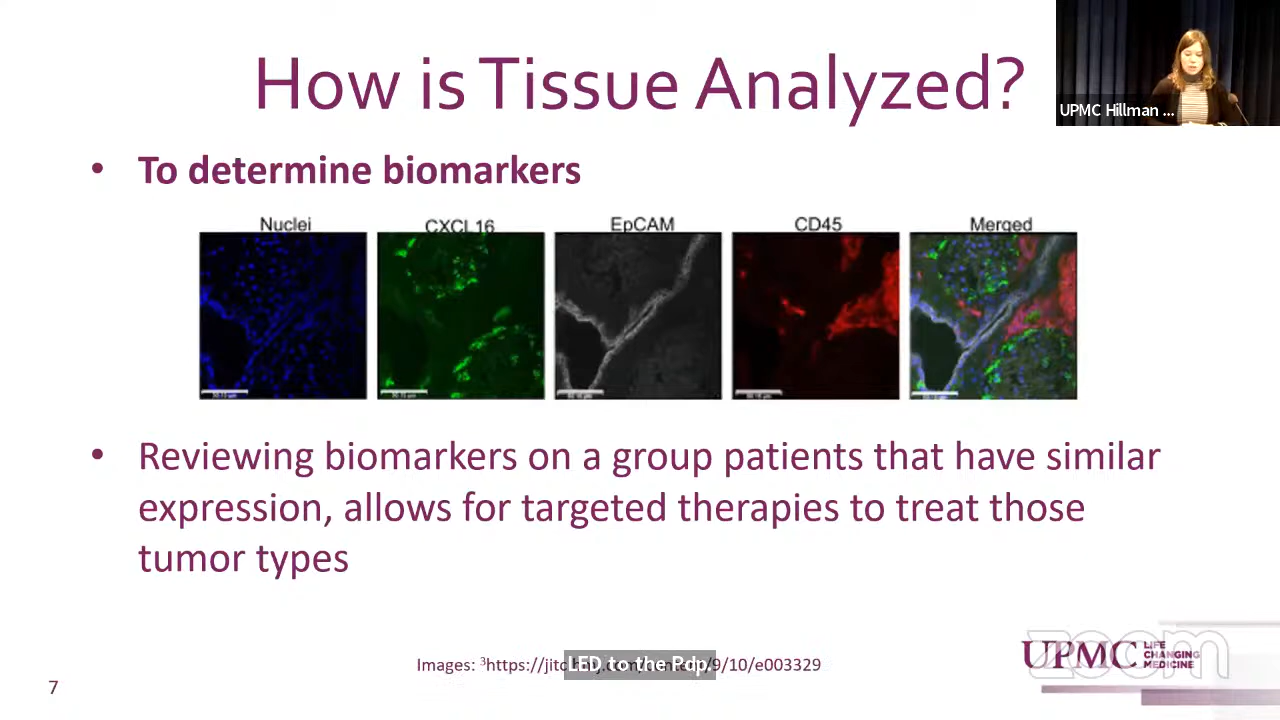 How is Tissue Analyzed?
UPMC Hillman ...
• To determine biomarkers
Nuclei CXCL16 EpCAM CD45 Merged
• Reviewing biomarkers on a group patients that have similar
expression, allows for targeted therapies to treat those
tumor types
Images: ³https://jitc /9/10/e003329
LED to the Pdp.
UPMC LIFE
CHANGING
MEDICINE
zoom
7